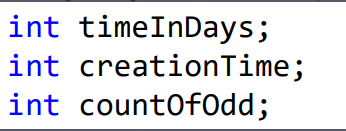 int timeInDays;
int creationTime;
int countOfOdd;